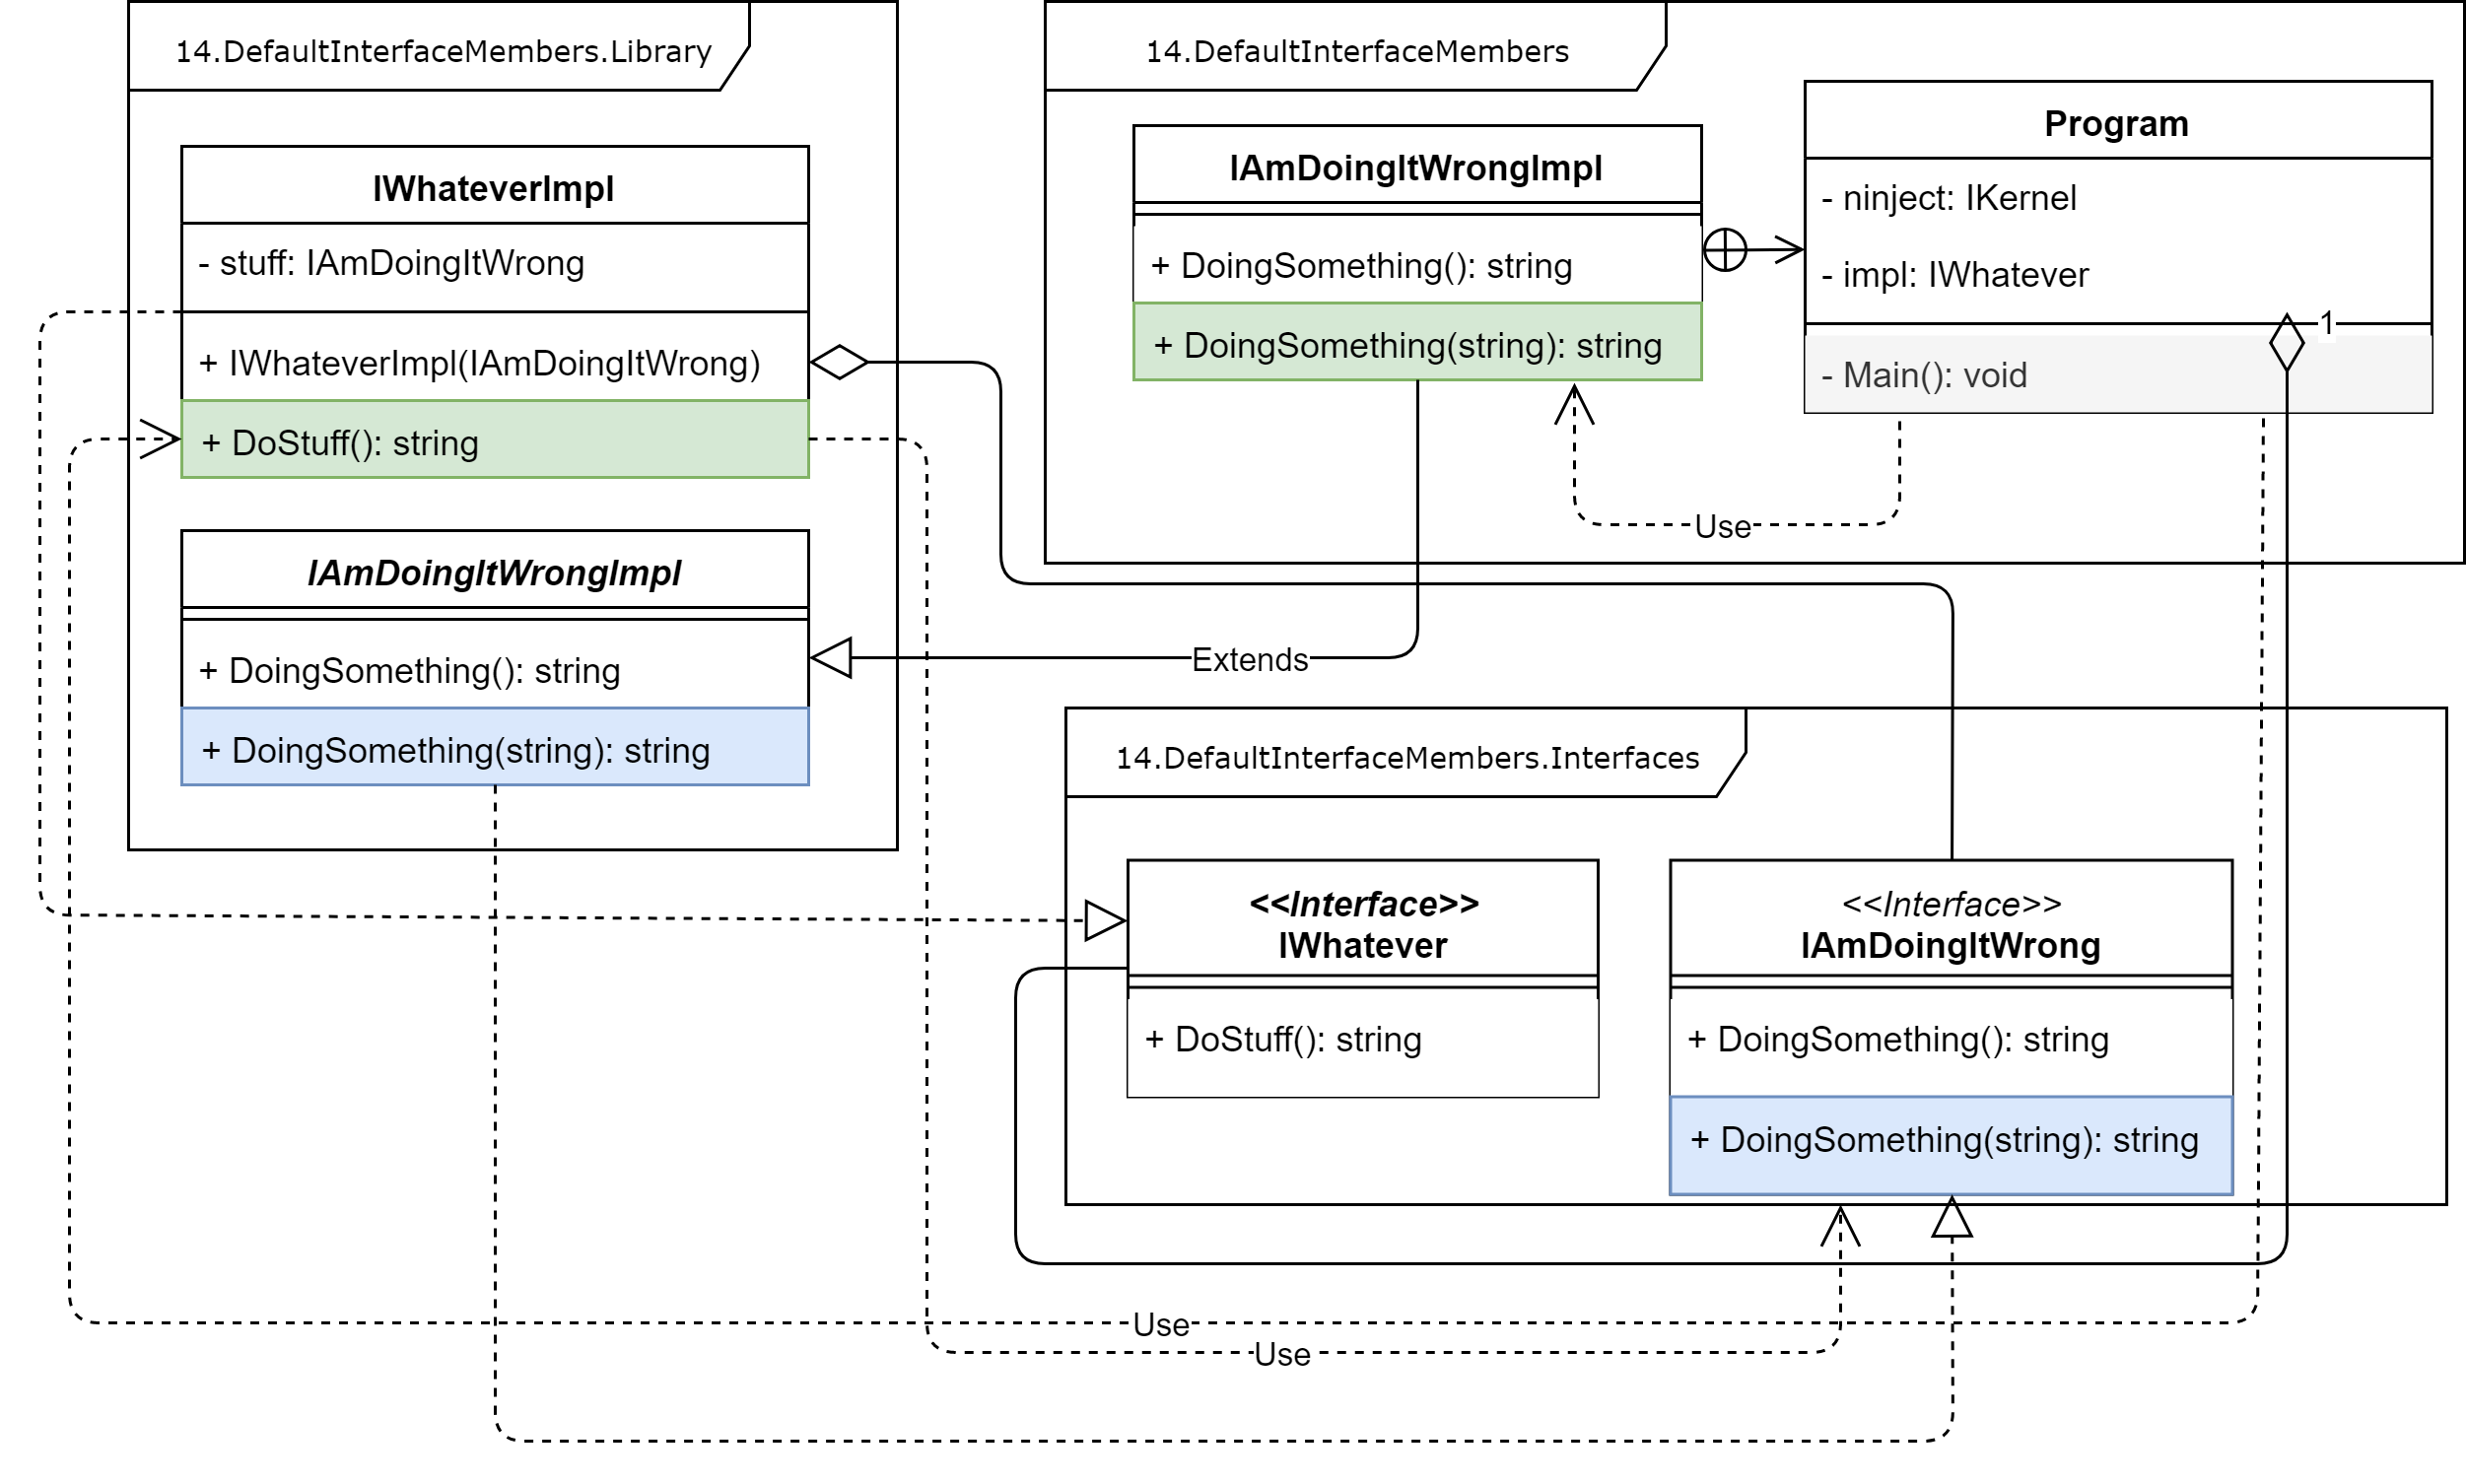 14.DefaultInterfaceMembers.Library
IWhateverImpl
- stuff: IAmDoingItWrong
+ IWhateverImpl(IAmDoingItWrong)
+ DoStuff(): string
IAmDoingItWrongImpl
+ DoingSomething(): string
+ DoingSomething(string): string
14.DefaultInterfaceMembers
IAmDoingItWrongImpl
+ DoingSomething(): string
+ DoingSomething(string): string
Program
- ninject: IKernel
- impl: IWhatever
1
- Main(): void
Use
Extends
14.DefaultInterfaceMembers.Interfaces
<<Interface>>
IWhatever
+ DoStuff(): string
<<Interface>>
IAmDoingItWrong
+ DoingSomething(): string
+ DoingSomething(string): string
Use
Use